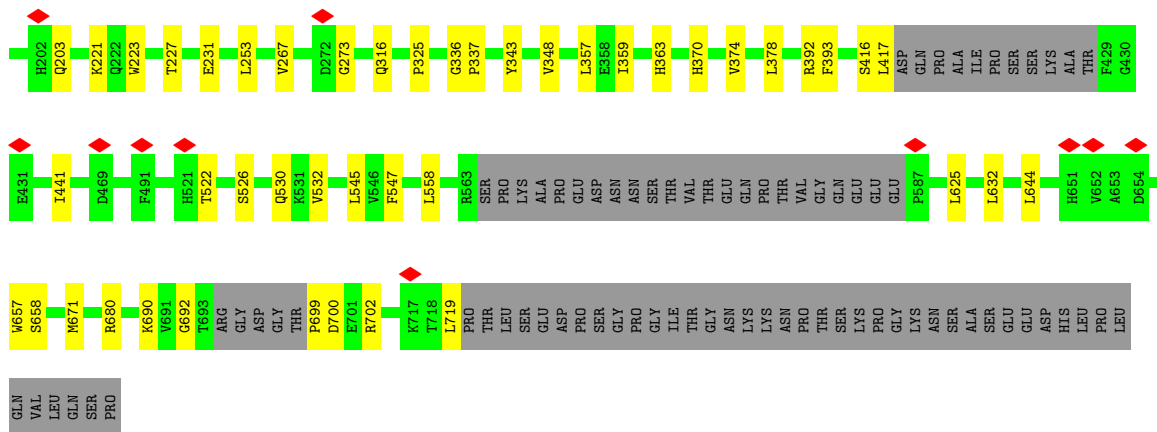 H202 Q203 K221 Q222 W223 T227 E231 L253 V267 D272 G273 Q316 P325 G336 P337 Y343 V348 L357 E358 I359 H363 H370 V374 L378 R392 F393 S416 L417 ASP GLN PRO ALA ILE PRO SER SER LYS ALA THR F429 G430
E431 I441 D469 F491 H521 T522 S526 Q530 K531 V532 L545 V546 F547 L558 R563 SER PRO LYS ALA PRO GLU ASP ASN ASN SER THR VAL THR THR GLU GLN PRO THR VAL GLY GLN GLU GLU GLU P587 L625 L632 L644 H651 V652 A653 D654
W657 S658 M671 R680 K690 V691 G692 T693 ARG GLY ASP GLY THR P699 D700 E701 R702 K717 T718 L719 PRO THR LEU SER GLU ASP PRO SER GLY PRO GLY ILE THR GLY ASN LYS LYS ASN PRO THR SER LYS PRO GLY LYS ASN SER ALA SER GLU GLU ASP HIS LEU PRO LEU
GLN VAL LEU GLN SER PRO